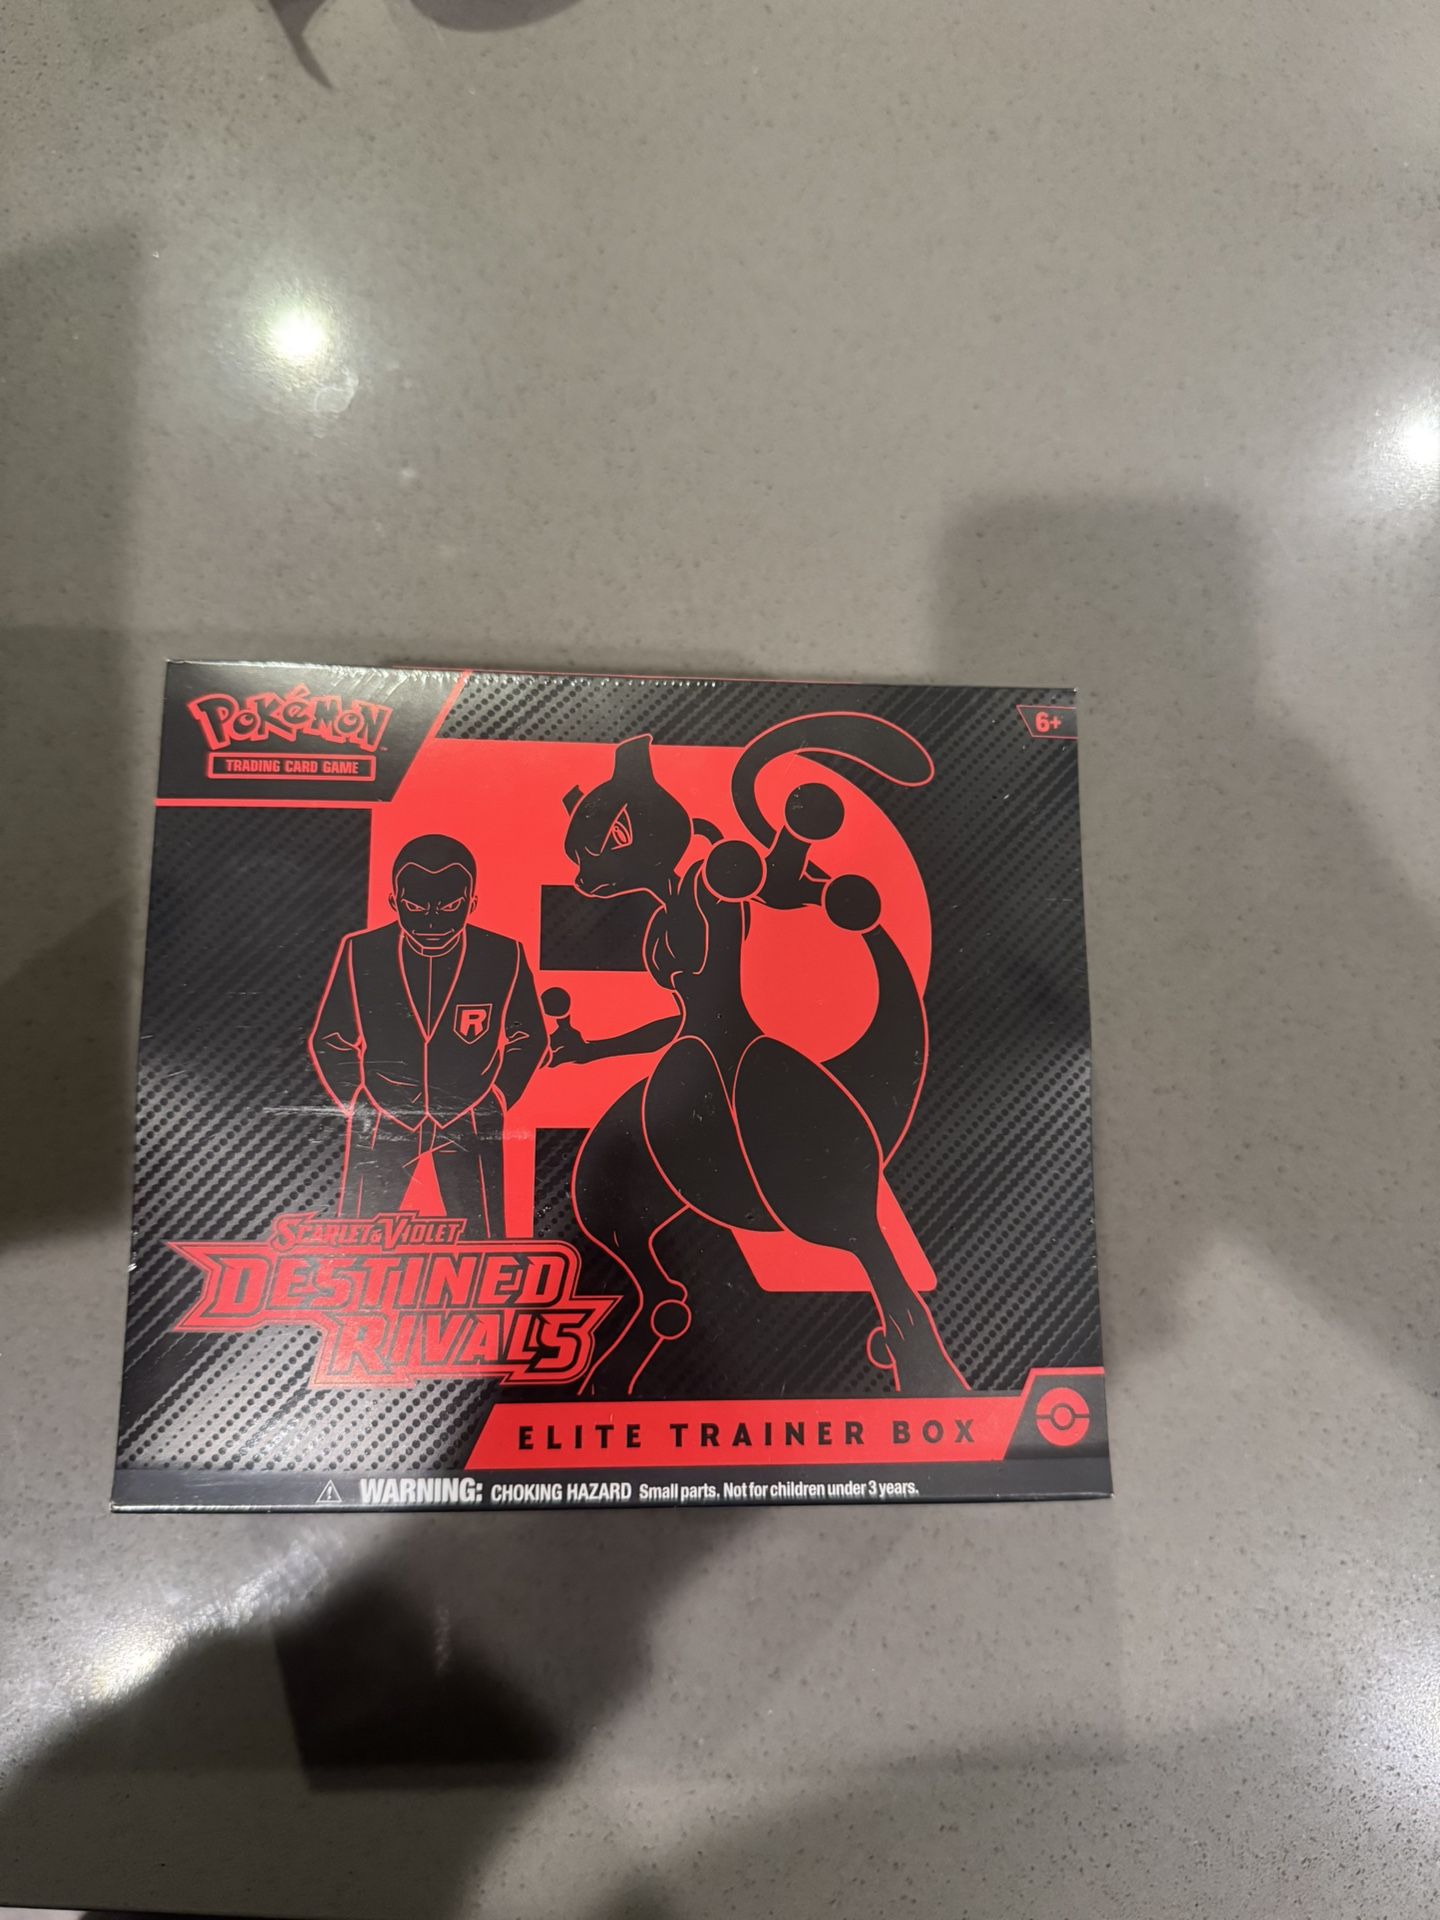 POKéMON
TRADING CARD GAME
6+
R
SCARLET & VIOLET
DESTINED
RIVALS
ELITE TRAINER BOX
⚠ WARNING: CHOKING HAZARD Small parts. Not for children under 3 years.